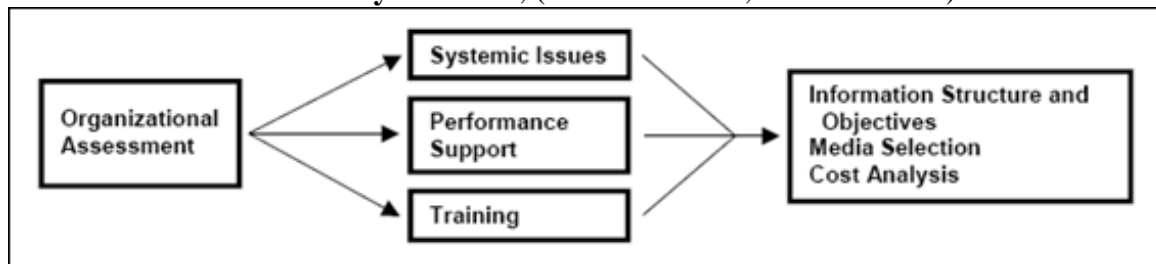 Organizational
Assessment
Systemic Issues
Performance
Support
Training
Information Structure and
Objectives
Media Selection
Cost Analysis